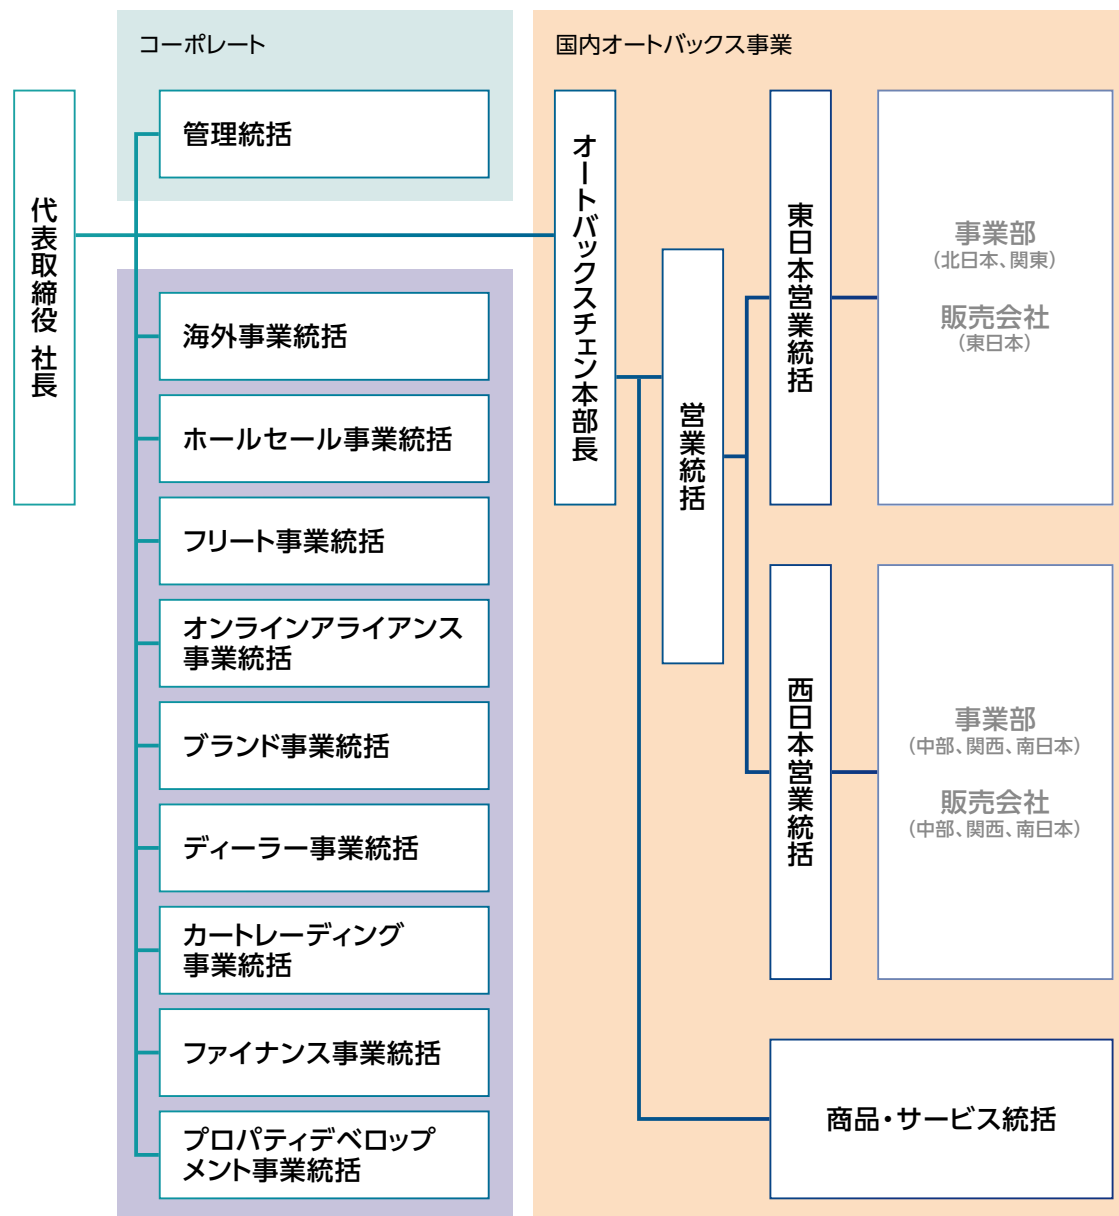 コーポレート
国内オートバックス事業
代表取締役 社長
管理統括
海外事業統括
ホールセール事業統括
フリート事業統括
オンラインアライアンス
事業統括
ブランド事業統括
ディーラー事業統括
カートレーディング
事業統括
ファイナンス事業統括
プロパティデベロップ
メント事業統括
オートバックスチェン本部長
営業統括
東日本営業統括
事業部
(北日本、関東)
販売会社
(東日本)
西日本営業統括
事業部
(中部、関西、南日本)
販売会社
(中部、関西、南日本)
商品・サービス統括